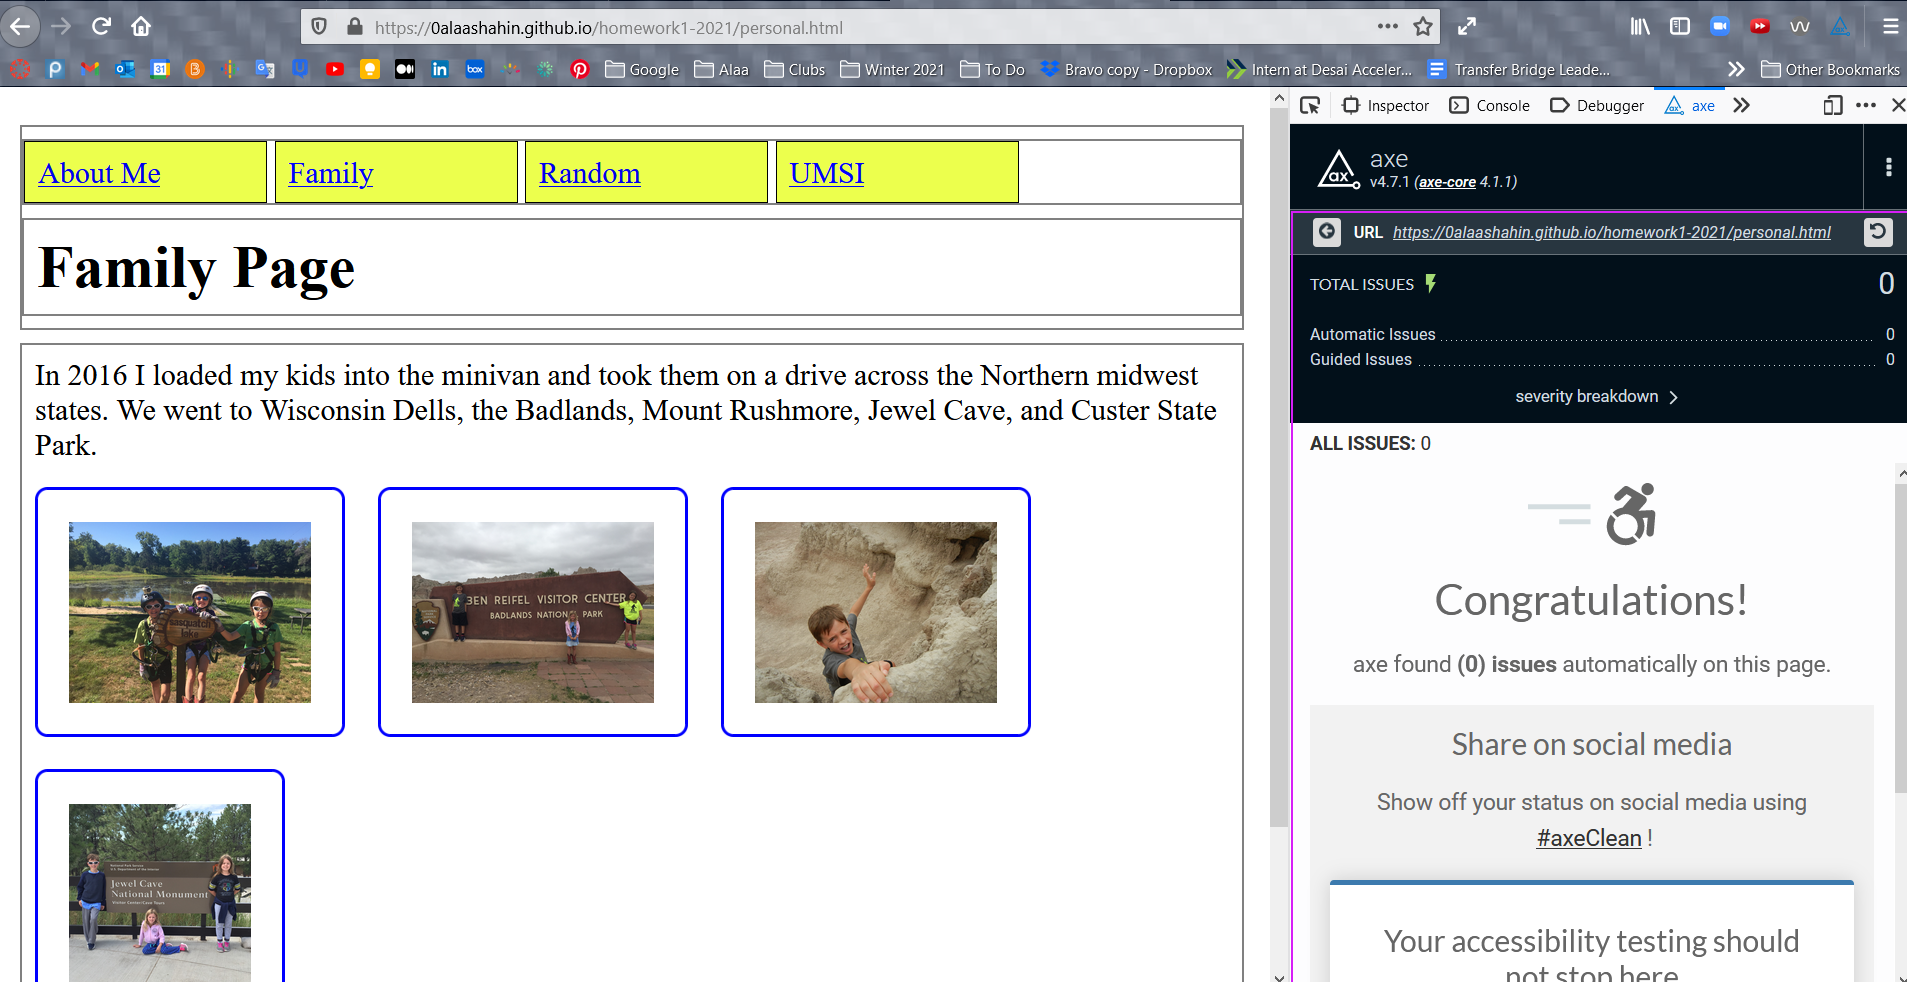 https://0alaashahin.github.io/homework1-2021/personal.html
Google
Alaa
Clubs
Winter 2021
To Do
Bravo copy - Dropbox
Intern at Desai Acceler...
Transfer Bridge Leade...
Other Bookmarks
About Me
Family
Random
UMSI
Family Page
In 2016 I loaded my kids into the minivan and took them on a drive across the Northern midwest
states. We went to Wisconsin Dells, the Badlands, Mount Rushmore, Jewel Cave, and Custer State
Park.
sasquatch
lake
BEN REIFEL VISITOR CENTER
BADLANDS NATIONAL PARK
Jewel Cave
National Monument
Inspector
Console
Debugger
axe
axe
v4.7.1 (axe-core 4.1.1)
URL https://0alaashahin.github.io/homework1-2021/personal.html
TOTAL ISSUES 0
Automatic Issues 0
Guided Issues 0
severity breakdown
ALL ISSUES: 0
Congratulations!
axe found (0) issues automatically on this page.
Share on social media
Show off your status on social media using
#axeClean !
Your accessibility testing should
not stop here